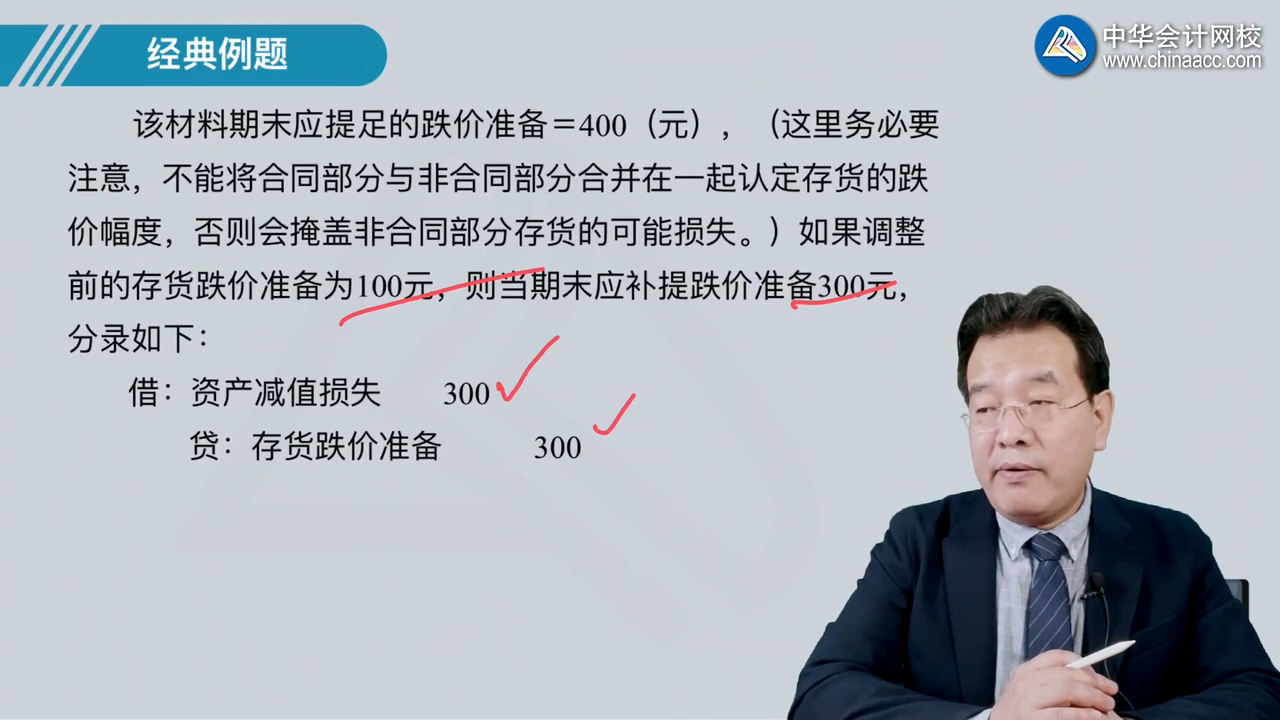 经典例题
中华会计网校
www.chinaacc.com
该材料期末应提足的跌价准备＝400（元），（这里务必要
注意，不能将合同部分与非合同部分合并在一起认定存货的跌
价幅度，否则会掩盖非合同部分存货的可能损失。）如果调整
前的存货跌价准备为100元，则当期末应补提跌价准备300元，
分录如下：
借：资产减值损失 300
贷：存货跌价准备 300